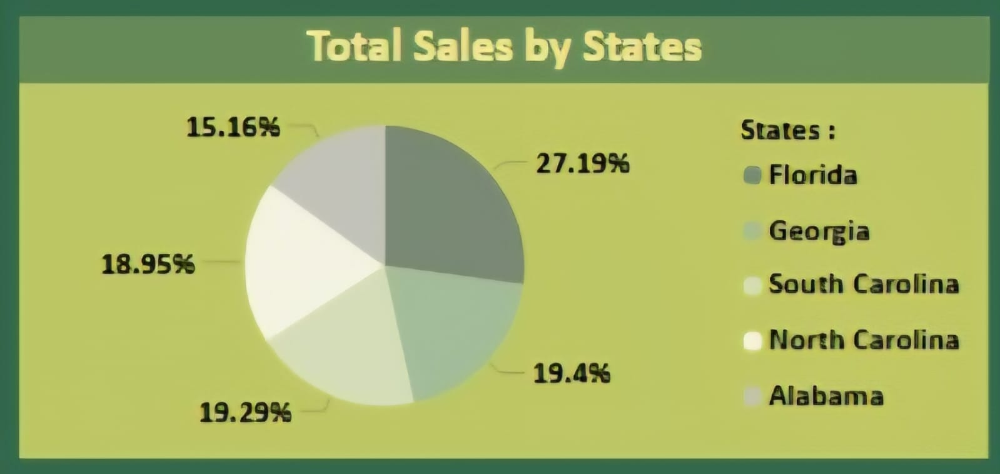 Total Sales by States
15.16%
27.19%
18.95%
19.4%
19.29%
States :
Florida
Georgia
South Carolina
North Carolina
Alabama